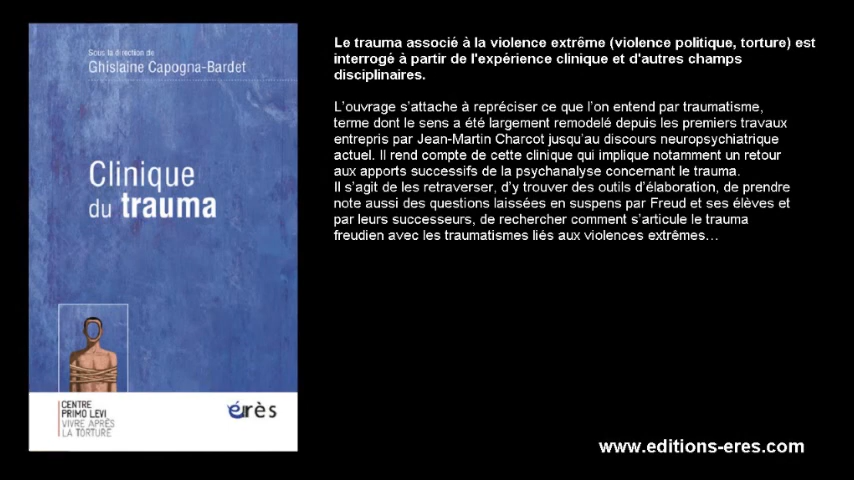 Sous la direction de
Ghislaine Capogna-Bardet
Clinique
du trauma
CENTRE
PRIMO LEVI
VIVRE APRÈS
LA TORTURE
érès
Le trauma associé à la violence extrême (violence politique, torture) est
interrogé à partir de l'expérience clinique et d'autres champs
disciplinaires.
L’ouvrage s’attache à repréciser ce que l’on entend par traumatisme,
terme dont le sens a été largement remodelé depuis les premiers travaux
entrepris par Jean-Martin Charcot jusqu’au discours neuropsychiatrique
actuel. Il rend compte de cette clinique qui implique notamment un retour
aux apports successifs de la psychanalyse concernant le trauma.
Il s’agit de les retraverser, d’y trouver des outils d’élaboration, de prendre
note aussi des questions laissées en suspens par Freud et ses élèves et
par leurs successeurs, de rechercher comment s’articule le trauma
freudien avec les traumatismes liés aux violences extrêmes…
www.editions-eres.com